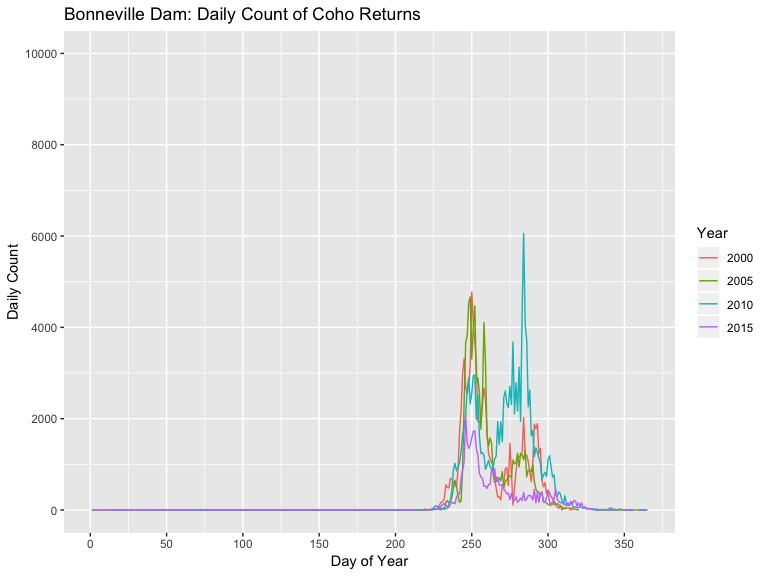 Bonneville Dam: Daily Count of Coho Returns
10000
8000
6000
4000
2000
0
Daily Count
0 50 100 150 200 250 300 350
Day of Year
Year
2000
2005
2010
2015